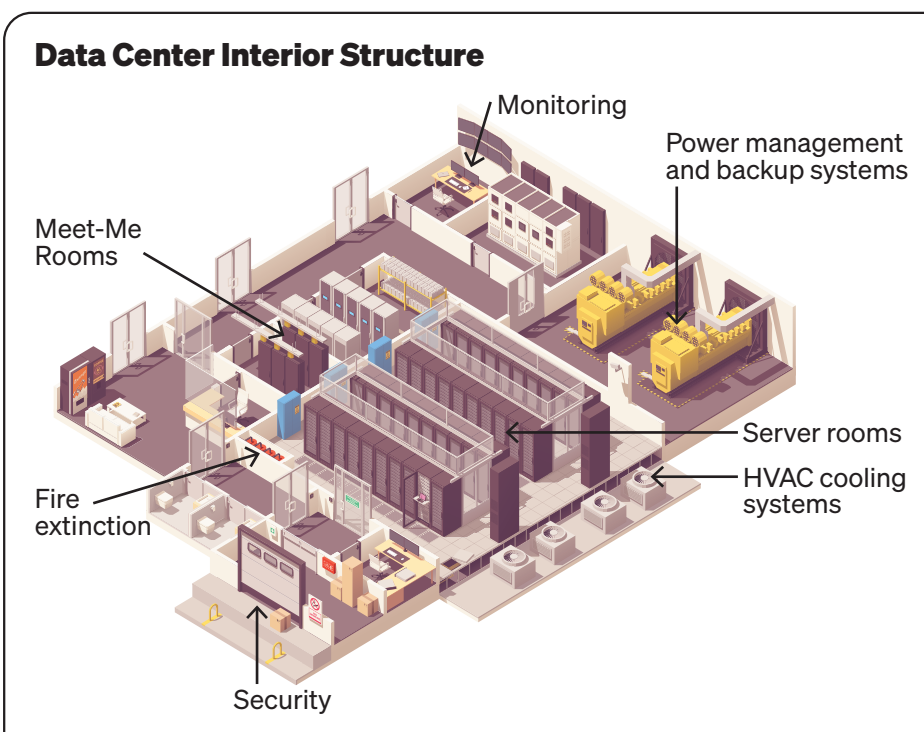 Data Center Interior Structure
Monitoring
Power management
and backup systems
Meet-Me
Rooms
Server rooms
HVAC cooling
systems
Fire
extinction
Security